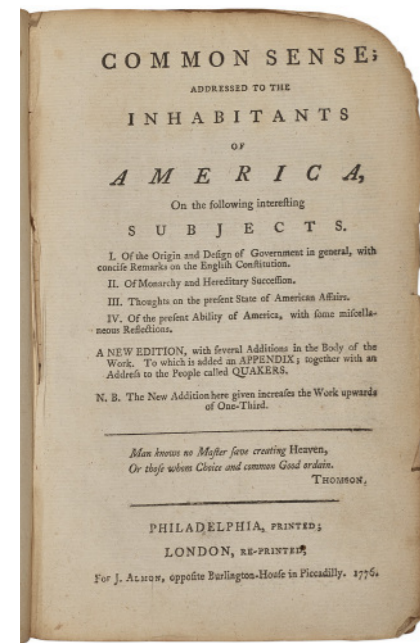 COMMON SENSE;
ADDRESSED TO THE
INHABITANTS
OF
AMERICA,
On the following intereſting
SUBJECTS.
I. Of the Origin and Deſign of Government in general, with
conciſe Remarks on the Engliſh Conſtitution.
II. Of Monarchy and Hereditary Succeſſion.
III. Thoughts on the preſent State of American Affairs.
IV. Of the preſent Ability of America, with ſome miſcella-
neous Reflections.
A NEW EDITION, with ſeveral Additions in the Body of the
Work. To which is added an APPENDIX; together with an
Addreſs to the People called QUAKERS.
N. B. The New Addition here given increaſes the Work upwards
of One-Third.
Man knows no Maſter ſave creating Heaven,
Or thoſe whom Choice and common Good ordain.
THOMSON.
PHILADELPHIA, PRINTED;
LONDON, RE-PRINTED,
For J. ALMON, oppoſite Burlington-Houſe in Piccadilly. 1776.